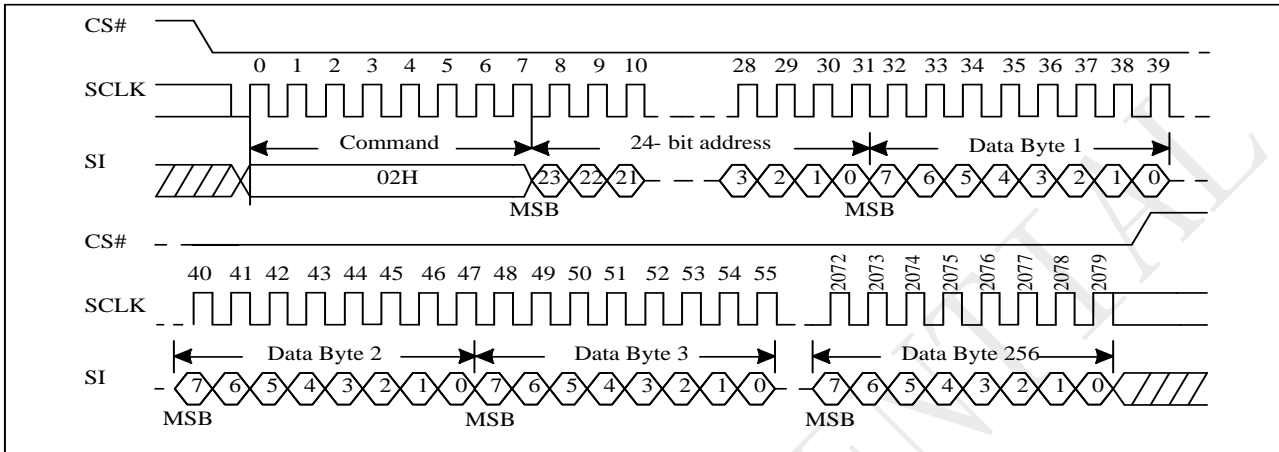 CS#
0 1 2 3 4 5 6 7 8 9 10 28 29 30 31 32 33 34 35 36 37 38 39
SCLK
Command 24- bit address Data Byte 1
SI
02H 23 22 21 3 2 1 0 7 6 5 4 3 2 1 0
MSB MSB
CS#
40 41 42 43 44 45 46 47 48 49 50 51 52 53 54 55 2072 2073 2074 2075 2076 2077 2078 2079
SCLK
Data Byte 2 Data Byte 3 Data Byte 256
SI
7 6 5 4 3 2 1 0 7 6 5 4 3 2 1 0 7 6 5 4 3 2 1 0
MSB MSB MSB
ENTIAL